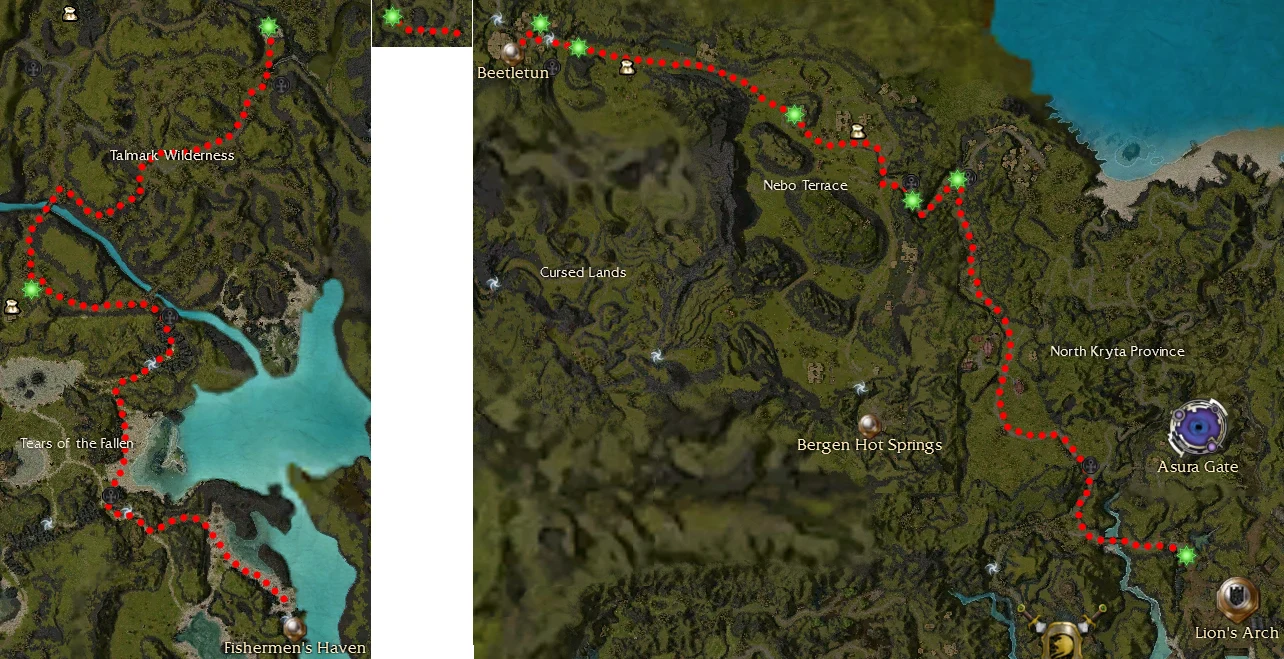 Talmark Wilderness
Tears of the Fallen
Fishermen's Haven
Beetletun
Nebo Terrace
Cursed Lands
North Kryta Province
Bergen Hot Springs
Asura Gate
Lion's Arch